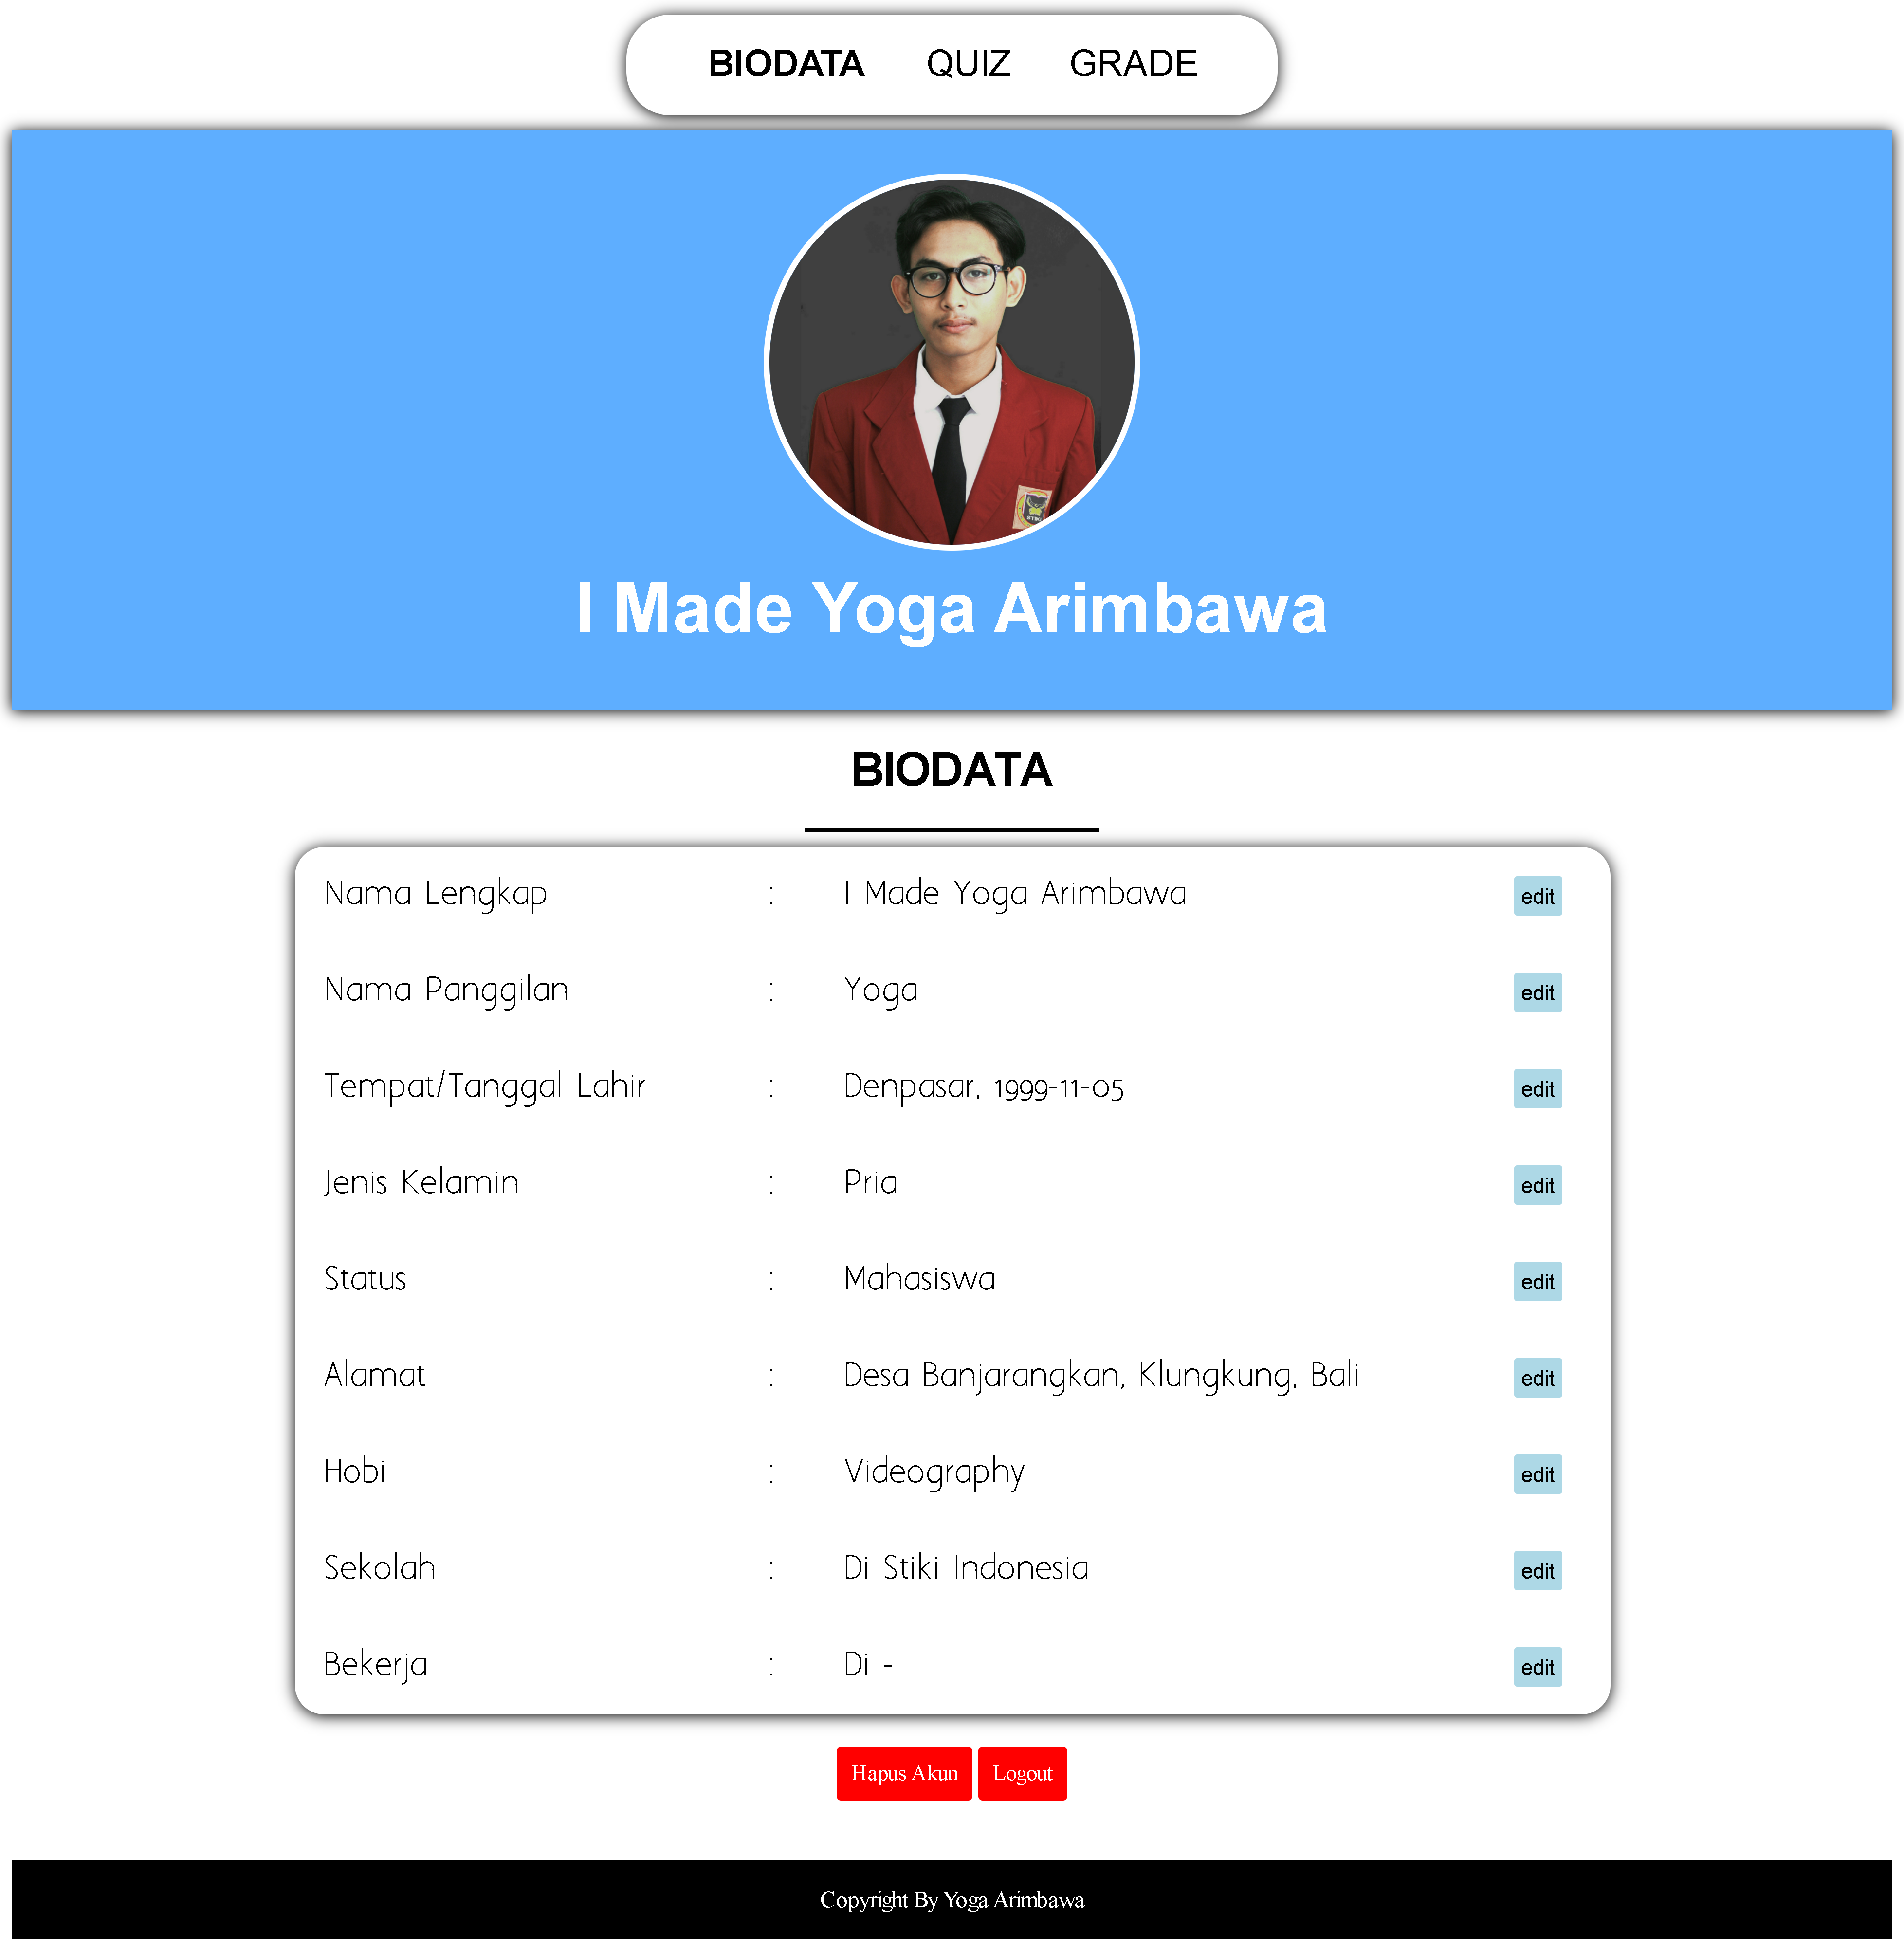 BIODATA QUIZ GRADE
I Made Yoga Arimbawa
BIODATA
Nama Lengkap : I Made Yoga Arimbawa edit
Nama Panggilan : Yoga edit
Tempat/Tanggal Lahir : Denpasar, 1999-11-05 edit
Jenis Kelamin : Pria edit
Status : Mahasiswa edit
Alamat : Desa Banjarangkan, Klungkung, Bali edit
Hobi : Videography edit
Sekolah : Di Stiki Indonesia edit
Bekerja : Di - edit
Hapus Akun Logout
Copyright By Yoga Arimbawa